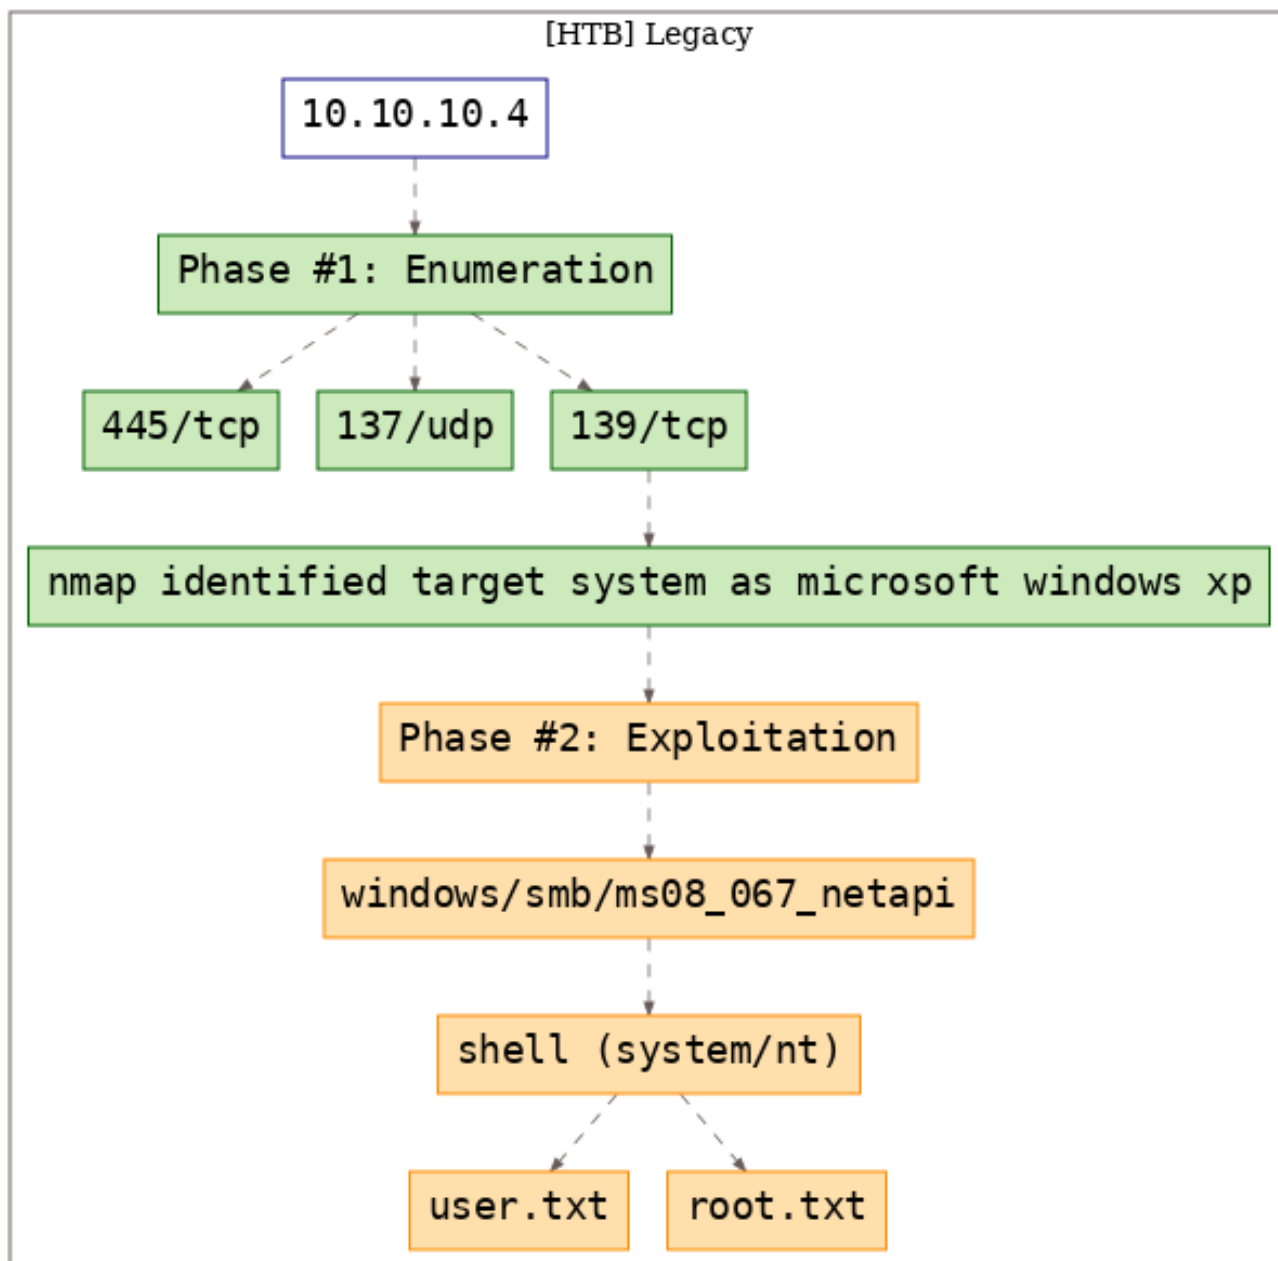 [HTB] Legacy
10.10.10.4
Phase #1: Enumeration
445/tcp
137/udp
139/tcp
nmap identified target system as microsoft windows xp
Phase #2: Exploitation
windows/smb/ms08_067_netapi
shell (system/nt)
user.txt
root.txt